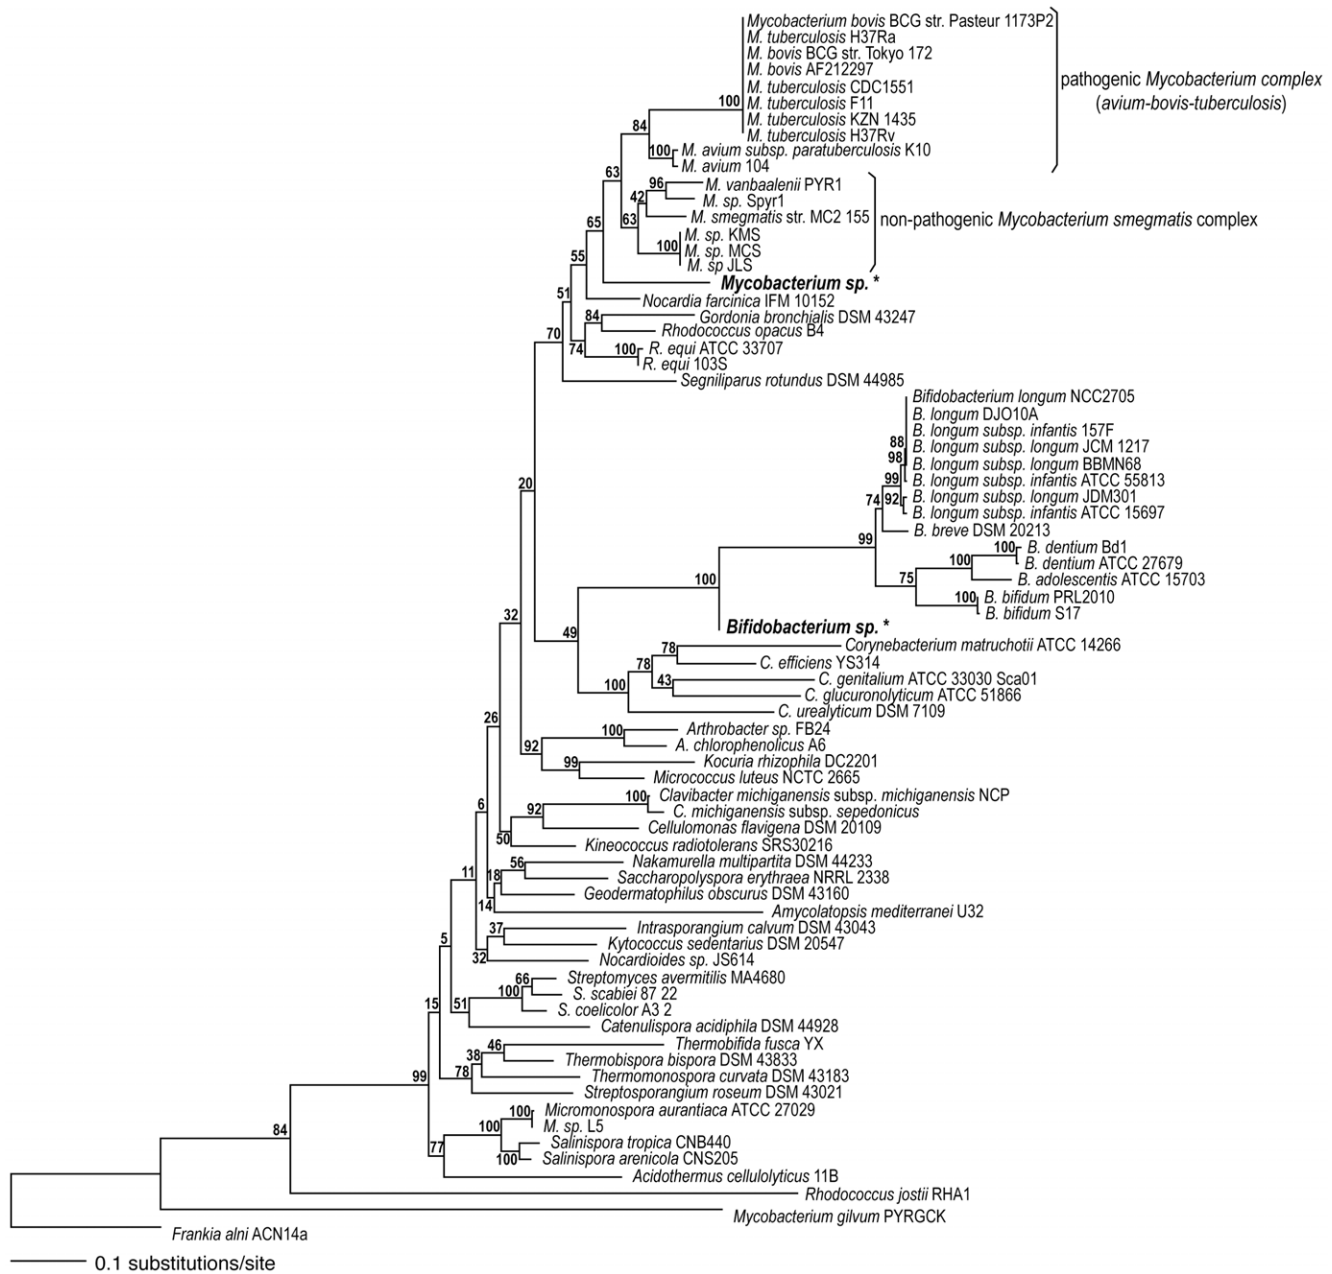 Mycobacterium bovis BCG str. Pasteur 1173P2
M. tuberculosis H37Ra
M. bovis BCG str. Tokyo 172
M. bovis AF212297
M. tuberculosis CDC1551
M. tuberculosis F11
M. tuberculosis KZN 1435
M. tuberculosis H37Rv
100
pathogenic Mycobacterium complex
(avium-bovis-tuberculosis)
84
100
M. avium subsp. paratuberculosis K10
M. avium 104
63
96
M. vanbaalenii PYR1
42
M. sp. Spyr1
63
M. smegmatis str. MC2 155
non-pathogenic Mycobacterium smegmatis complex
65
M. sp. KMS
100
M. sp. MCS
M. sp JLS
55
Mycobacterium sp. *
51
Nocardia farcinica IFM 10152
84
Gordonia bronchialis DSM 43247
Rhodococcus opacus B4
70
74
100
R. equi ATCC 33707
R. equi 103S
Segniliparus rotundus DSM 44985
Bifidobacterium longum NCC2705
B. longum DJO10A
B. longum subsp. infantis 157F
88
B. longum subsp. longum JCM 1217
98
B. longum subsp. longum BBMN68
99
B. longum subsp. infantis ATCC 55813
20
74
92
B. longum subsp. longum JDM301
B. longum subsp. infantis ATCC 15697
B. breve DSM 20213
99
100
B. dentium Bd1
100
B. dentium ATCC 27679
100
75
B. adolescentis ATCC 15703
100
B. bifidum PRL2010
B. bifidum S17
32
49
Bifidobacterium sp. *
78
Corynebacterium matruchotii ATCC 14266
78
C. efficiens YS314
43
C. genitalium ATCC 33030 Sca01
100
C. glucuronolyticum ATCC 51866
C. urealyticum DSM 7109
26
100
Arthrobacter sp. FB24
92
A. chlorophenolicus A6
99
Kocuria rhizophila DC2201
Micrococcus luteus NCTC 2665
6
100
Clavibacter michiganensis subsp. michiganensis NCP
92
C. michiganensis subsp. sepedonicus
Cellulomonas flavigena DSM 20109
50
Kineococcus radiotolerans SRS30216
11
56
Nakamurella multipartita DSM 44233
18
Saccharopolyspora erythraea NRRL 2338
Geodermatophilus obscurus DSM 43160
14
Amycolatopsis mediterranei U32
37
Intrasporangium calvum DSM 43043
5
Kytococcus sedentarius DSM 20547
32
Nocardioides sp. JS614
66
Streptomyces avermitilis MA4680
100
S. scabiei 87 22
15
51
S. coelicolor A3 2
Catenulispora acidiphila DSM 44928
46
Thermobifida fusca YX
38
Thermobispora bispora DSM 43833
99
78
Thermomonospora curvata DSM 43183
Streptosporangium roseum DSM 43021
100
Micromonospora aurantiaca ATCC 27029
84
100
M. sp. L5
77
Salinispora tropica CNB440
100
Salinispora arenicola CNS205
Acidothermus cellulolyticus 11B
Rhodococcus jostii RHA1
Mycobacterium gilvum PYRGCK
Frankia alni ACN14a
0.1 substitutions/site